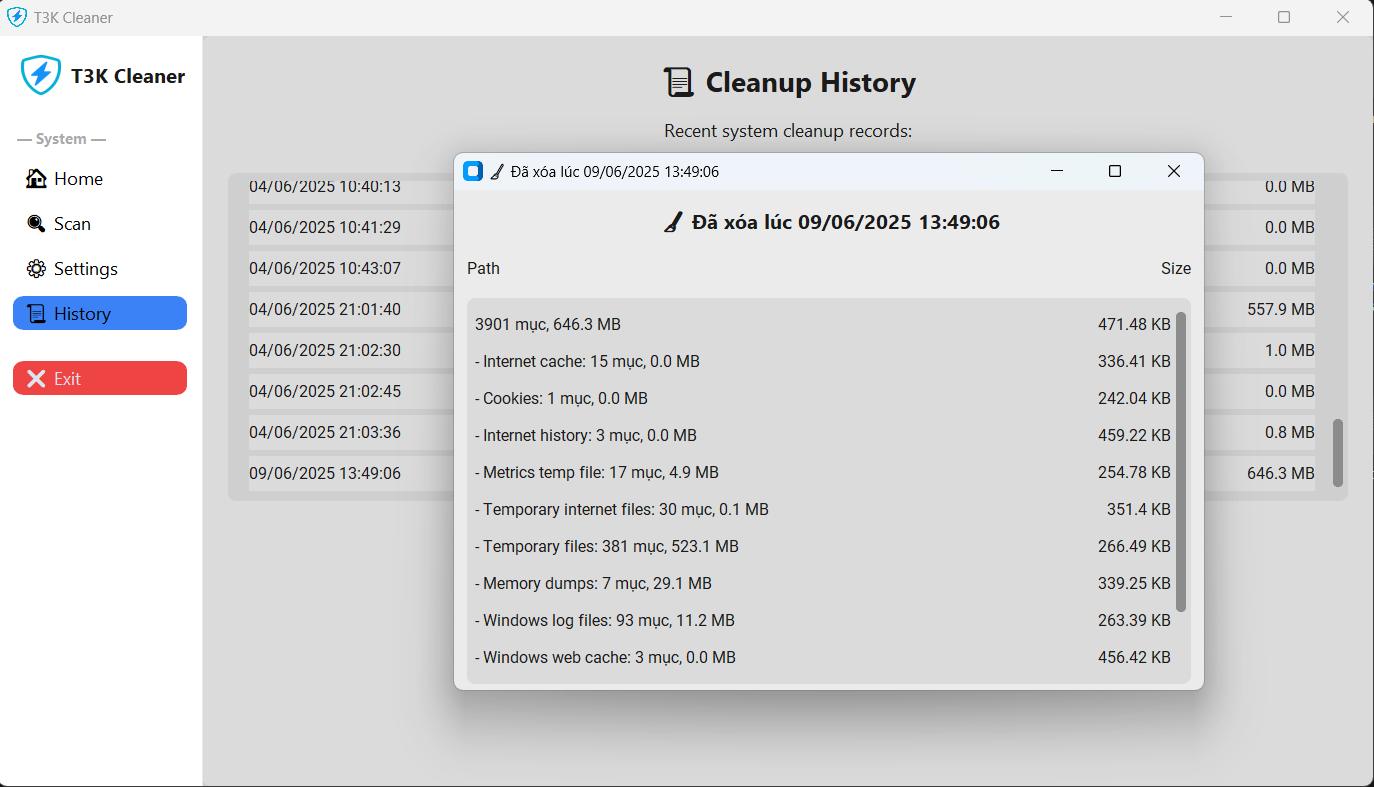 T3K Cleaner
T3K Cleaner
— System —
Home
Scan
Settings
History
Exit
Cleanup History
Recent system cleanup records:
04/06/2025 10:40:13 0.0 MB
04/06/2025 10:41:29 0.0 MB
04/06/2025 10:43:07 0.0 MB
04/06/2025 21:01:40 557.9 MB
04/06/2025 21:02:30 1.0 MB
04/06/2025 21:02:45 0.0 MB
04/06/2025 21:03:36 0.8 MB
09/06/2025 13:49:06 646.3 MB
Đã xóa lúc 09/06/2025 13:49:06
Đã xóa lúc 09/06/2025 13:49:06
Path Size
3901 mục, 646.3 MB 471.48 KB
- Internet cache: 15 mục, 0.0 MB 336.41 KB
- Cookies: 1 mục, 0.0 MB 242.04 KB
- Internet history: 3 mục, 0.0 MB 459.22 KB
- Metrics temp file: 17 mục, 4.9 MB 254.78 KB
- Temporary internet files: 30 mục, 0.1 MB 351.4 KB
- Temporary files: 381 mục, 523.1 MB 266.49 KB
- Memory dumps: 7 mục, 29.1 MB 339.25 KB
- Windows log files: 93 mục, 11.2 MB 263.39 KB
- Windows web cache: 3 mục, 0.0 MB 456.42 KB